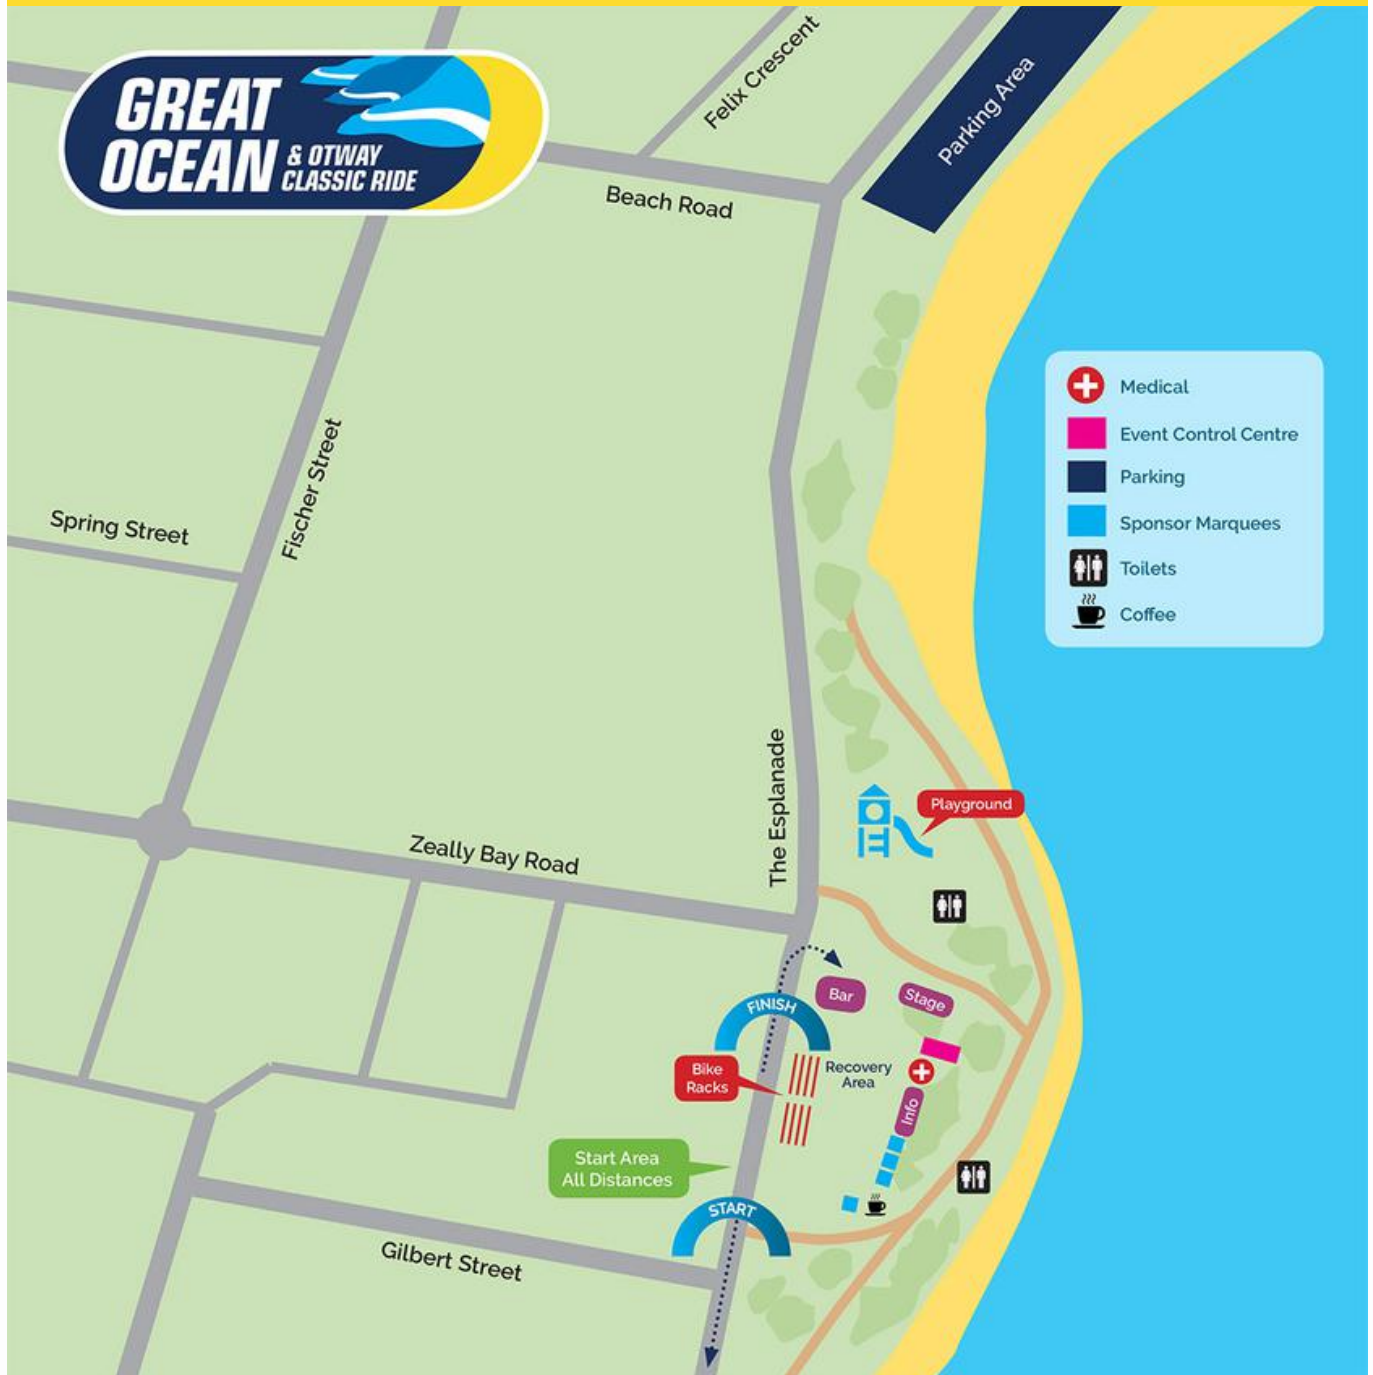 GREAT
OCEAN
& OTWAY
CLASSIC RIDE
Felix Crescent
Parking Area
Beach Road
Medical
Event Control Centre
Parking
Sponsor Marquees
Toilets
Coffee
Fischer Street
Spring Street
The Esplanade
Playground
Zeally Bay Road
Bar
Stage
FINISH
Bike
Racks
Recovery
Area
Info
Start Area
All Distances
START
Gilbert Street